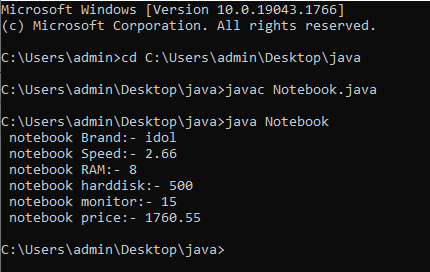 Microsoft Windows [Version 10.0.19043.1766]
(c) Microsoft Corporation. All rights reserved.
C:\Users\admin>cd C:\Users\admin\Desktop\java
C:\Users\admin\Desktop\java>javac Notebook.java
C:\Users\admin\Desktop\java>java Notebook
notebook Brand:- idol
notebook Speed:- 2.66
notebook RAM:- 8
notebook harddisk:- 500
notebook monitor:- 15
notebook price:- 1760.55
C:\Users\admin\Desktop\java>